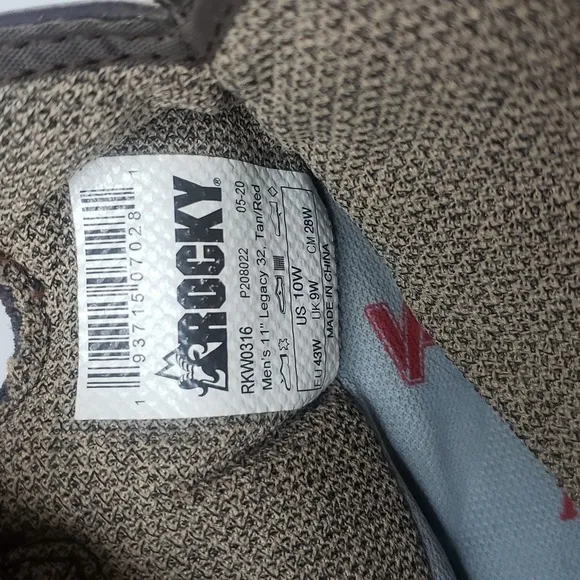 1 93715 07028 1
ROCKY®
RKW0316 P208022 05-20
Men's 11" Legacy 32, Tan/Red
US 10W
EU 43W UK 9W CM 28W
MADE IN CHINA